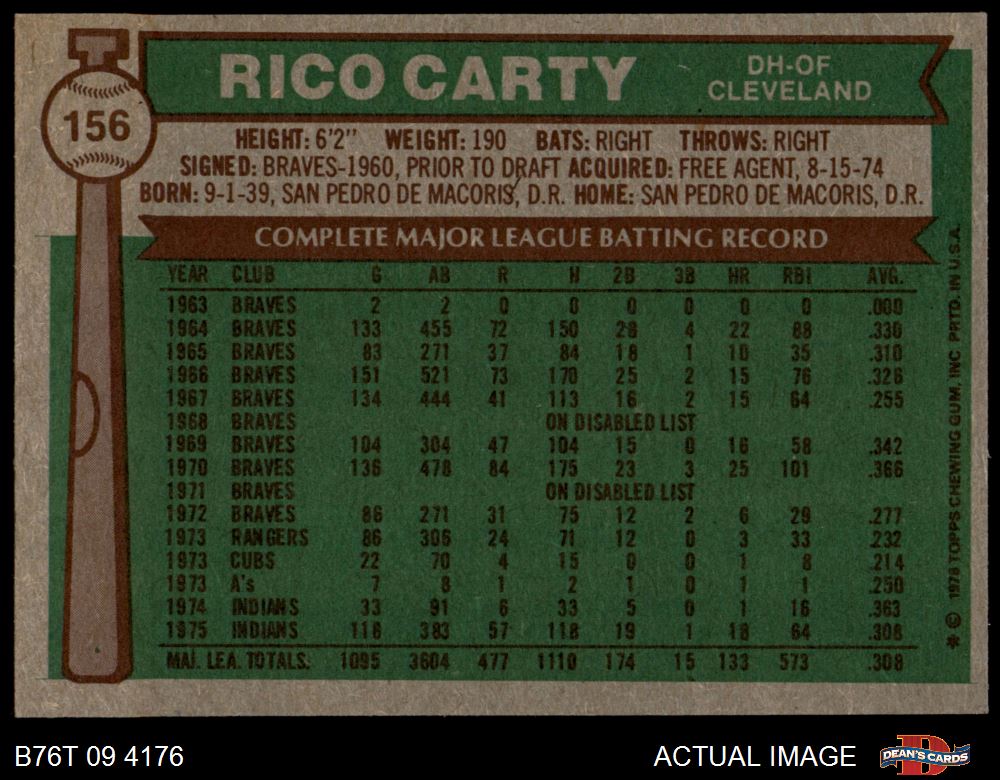 RICO CARTY
DH-OF
CLEVELAND
156
HEIGHT: 6'2" WEIGHT: 190 BATS: RIGHT THROWS: RIGHT
SIGNED: BRAVES-1960, PRIOR TO DRAFT ACQUIRED: FREE AGENT, 8-15-74
BORN: 9-1-39, SAN PEDRO DE MACORIS, D.R. HOME: SAN PEDRO DE MACORIS, D.R.
COMPLETE MAJOR LEAGUE BATTING RECORD
YEAR CLUB G AB R H 2B 3B HR RBI AVG.
1963 BRAVES 2 2 0 0 0 0 0 0 .000
1964 BRAVES 133 455 72 150 28 4 22 88 .330
1965 BRAVES 83 271 37 84 18 1 10 35 .310
1966 BRAVES 151 521 73 170 25 2 15 76 .326
1967 BRAVES 134 444 41 113 16 2 15 64 .255
1968 BRAVES ON DISABLED LIST
1969 BRAVES 104 304 47 104 15 0 16 58 .342
1970 BRAVES 136 478 84 175 23 3 25 101 .366
1971 BRAVES ON DISABLED LIST
1972 BRAVES 86 271 31 75 12 2 6 29 .277
1973 RANGERS 86 306 24 71 12 0 3 33 .232
1973 CUBS 22 70 4 15 0 0 1 8 .214
1973 A's 7 8 1 2 1 0 1 1 .250
1974 INDIANS 33 91 6 33 5 0 1 16 .363
1975 INDIANS 118 383 57 118 19 1 18 64 .308
MAJ. LEA. TOTALS. 1095 3604 477 1110 174 15 133 573 .308
* © 1976 TOPPS CHEWING GUM, INC PRTD. IN U.S.A.
B76T 09 4176
ACTUAL IMAGE
D
DEAN'S CARDS